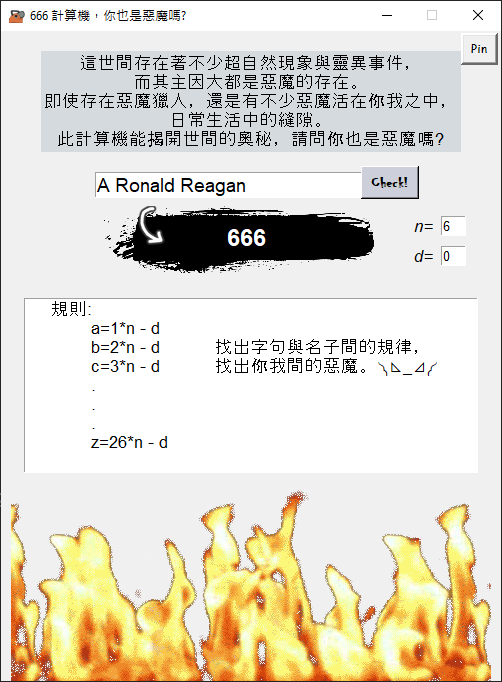 666 計算機，你也是惡魔嗎?
Pin
這世間存在著不少超自然現象與靈異事件，
而其主因大都是惡魔的存在。
即使存在惡魔獵人，還是有不少惡魔活在你我之中，
日常生活中的縫隙。
此計算機能揭開世間的奧秘，請問你也是惡魔嗎?
A Ronald Reagan
Check!
666
n= 6
d= 0
規則:
a=1*n - d
b=2*n - d 找出字句與名子間的規律，
c=3*n - d 找出你我間的惡魔。╲⊿_⊿╱
.
.
.
z=26*n - d